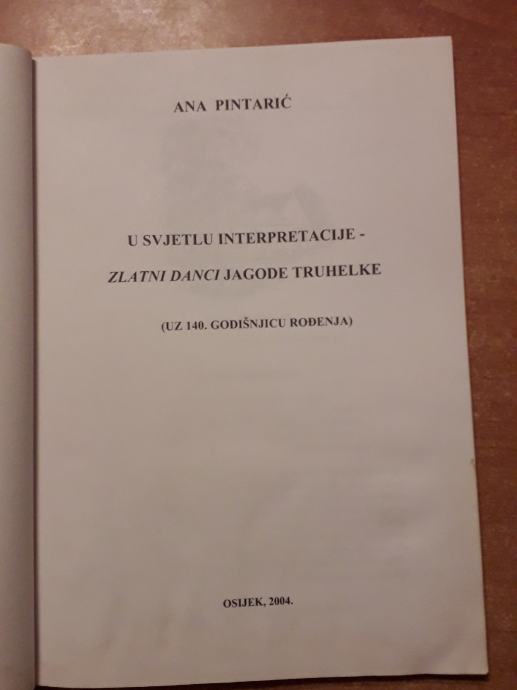 ANA PINTARIĆ
U SVJETLU INTERPRETACIJE -
ZLATNI DANCI JAGODE TRUHELKE
(UZ 140. GODIŠNJICU ROĐENJA)
OSIJEK, 2004.